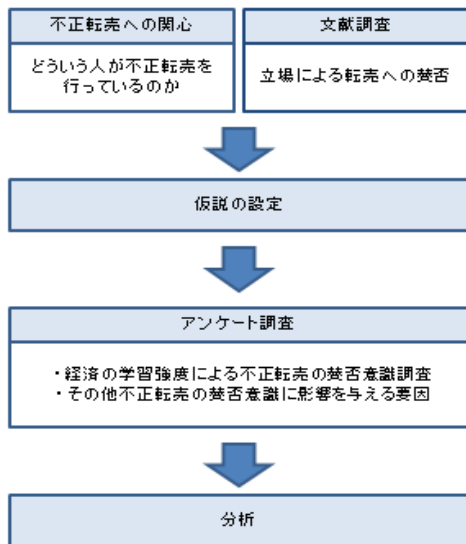 不正転売への関心
どういう人が不正転売を
行っているのか
文献調査
立場による転売への賛否
仮説の設定
アンケート調査
・経済の学習強度による不正転売の賛否意識調査
・その他不正転売の賛否意識に影響を与える要因
分析